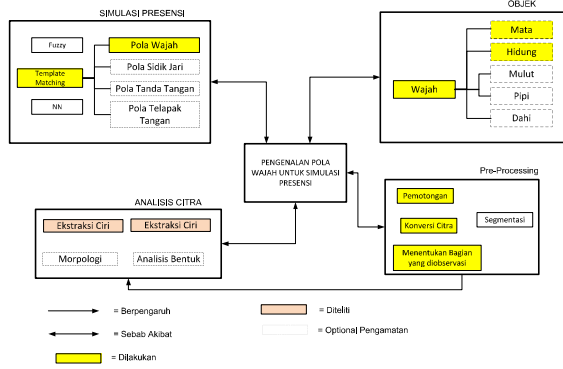 SIMULASI PRESENSI
Fuzzy
Template
Matching
NN
Pola Wajah
Pola Sidik Jari
Pola Tanda Tangan
Pola Telapak
Tangan
OBJEK
Wajah
Mata
Hidung
Mulut
Pipi
Dahi
PENGENALAN POLA
WAJAH UNTUK SIMULASI
PRESENSI
ANALISIS CITRA
Ekstraksi Ciri
Ekstraksi Ciri
Morpologi
Analisis Bentuk
Pre-Processing
Pemotongan
Konversi Citra
Segmentasi
Menentukan Bagian
yang diobservasi
= Berpengaruh
= Sebab Akibat
= Dilakukan
= Diteliti
= Optional Pengamatan